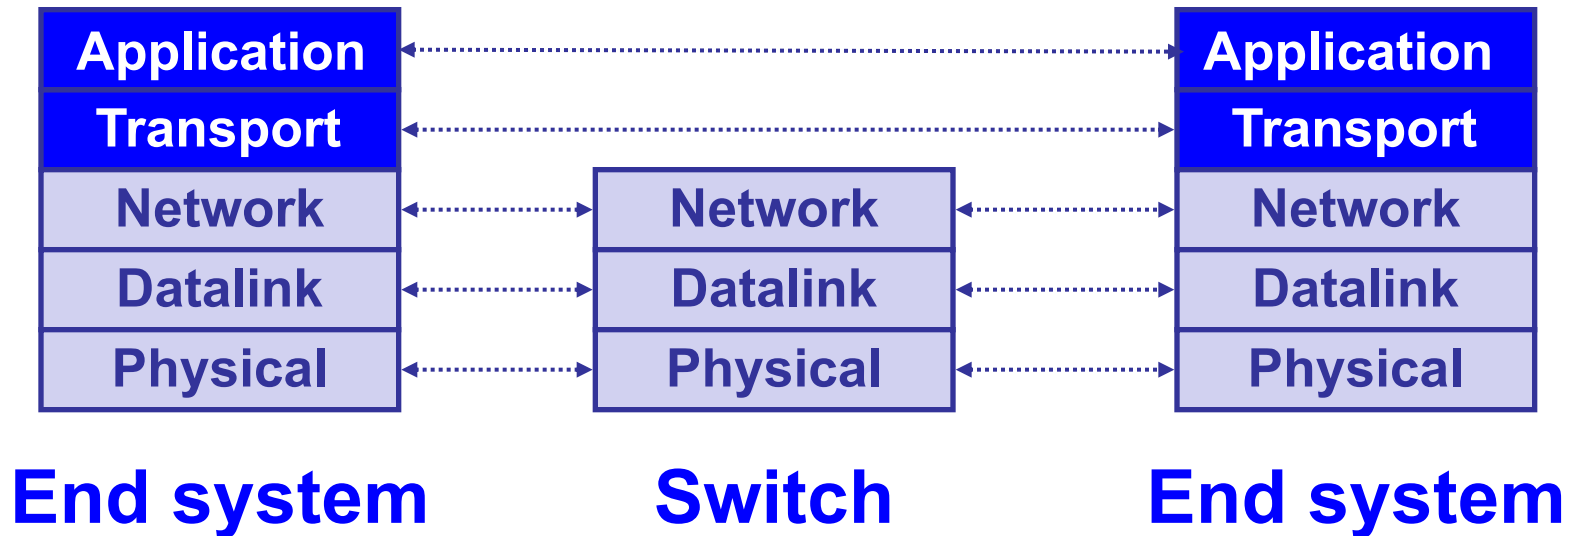 Application Application
Transport Transport
Network Network Network
Datalink Datalink Datalink
Physical Physical Physical
End system Switch End system